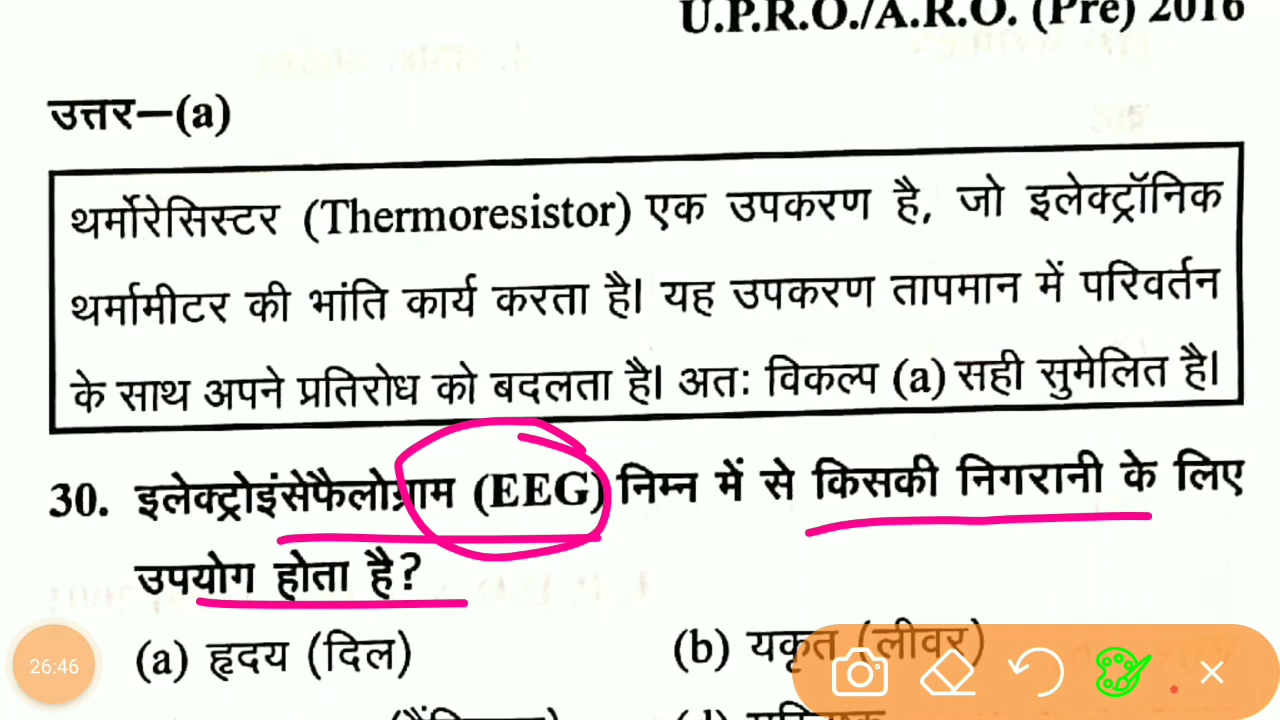 U.P.R.O./A.R.O. (Pre) 2016
उत्तर—(a)
थर्मोरेसिस्टर (Thermoresistor) एक उपकरण है, जो इलेक्ट्रॉनिक
थर्मामीटर की भांति कार्य करता है। यह उपकरण तापमान में परिवर्तन
के साथ अपने प्रतिरोध को बदलता है। अतः विकल्प (a) सही सुमेलित है।
30. इलेक्ट्रोइंसेफैलोग्राम (EEG) निम्न में से किसकी निगरानी के लिए
उपयोग होता है?
(a) हृदय (दिल)
(b) यकृत (लीवर)
26:46